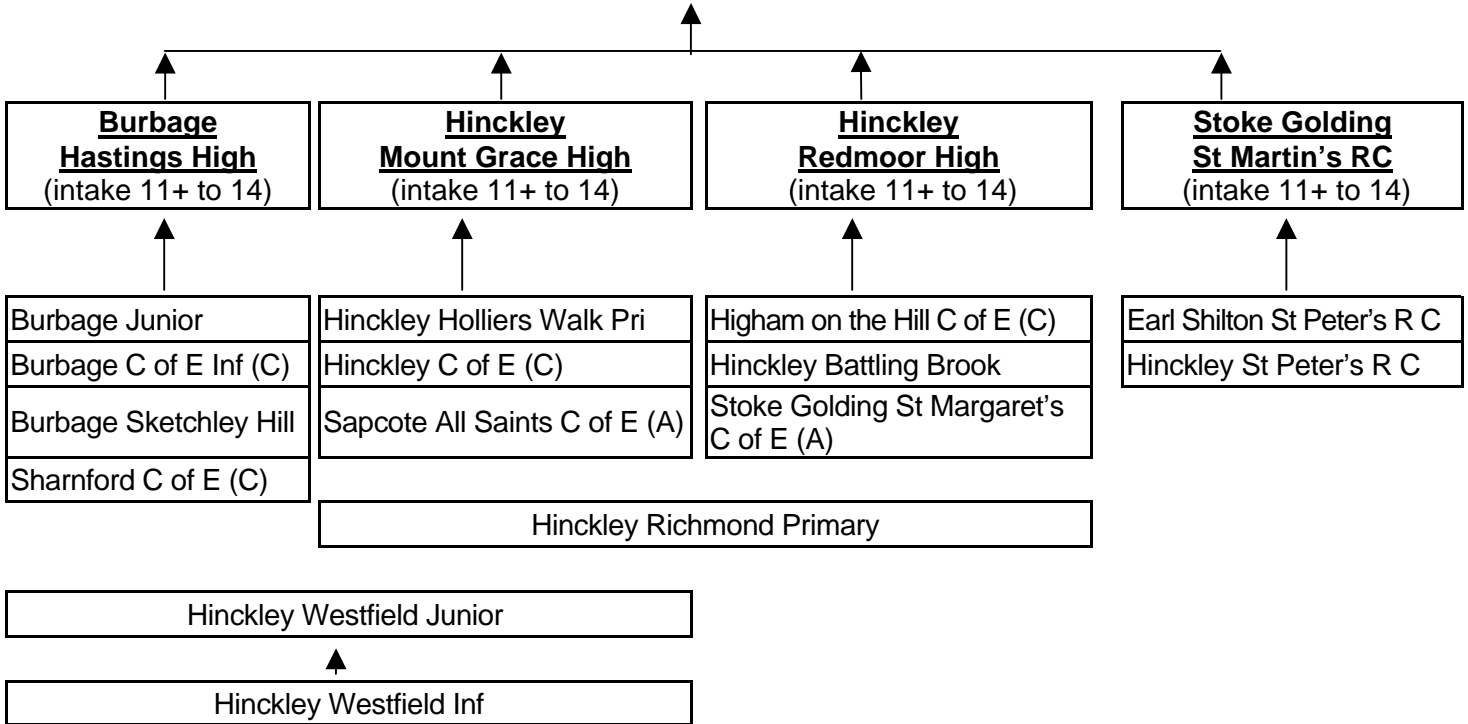 Burbage
Hastings High
(intake 11+ to 14)
Hinckley
Mount Grace High
(intake 11+ to 14)
Hinckley
Redmoor High
(intake 11+ to 14)
Stoke Golding
St Martin's RC
(intake 11+ to 14)
Burbage Junior
Burbage C of E Inf (C)
Burbage Sketchley Hill
Sharnford C of E (C)
Hinckley Holliers Walk Pri
Hinckley C of E (C)
Sapcote All Saints C of E (A)
Higham on the Hill C of E (C)
Hinckley Battling Brook
Stoke Golding St Margaret's
C of E (A)
Earl Shilton St Peter's R C
Hinckley St Peter's R C
Hinckley Richmond Primary
Hinckley Westfield Junior
Hinckley Westfield Inf